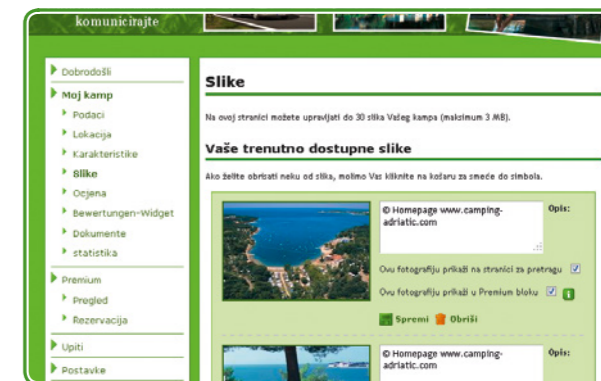 komunicirajte
Dobrodošli
Moj kamp
Podaci
Lokacija
Karakteristike
Slike
Ocjena
Bewertungen-Widget
Dokumente
statistika
Premium
Pregled
Rezervacija
Upiti
Postavke
Slike
Na ovoj stranici možete upravljati do 30 slika Vašeg kampa (maksimum 3 MB).
Vaše trenutno dostupne slike
Ako želite obrisati neku od slika, molimo Vas kliknite na košaru za smeće do simbola.
© Homepage www.camping-
adriatic.com
Opis:
Ovu fotografiju prikaži na stranici za pretragu
Ovu fotografiju prikaži u Premium bloku
Spremi Obriši
© Homepage www.camping-
adriatic.com
Opis: